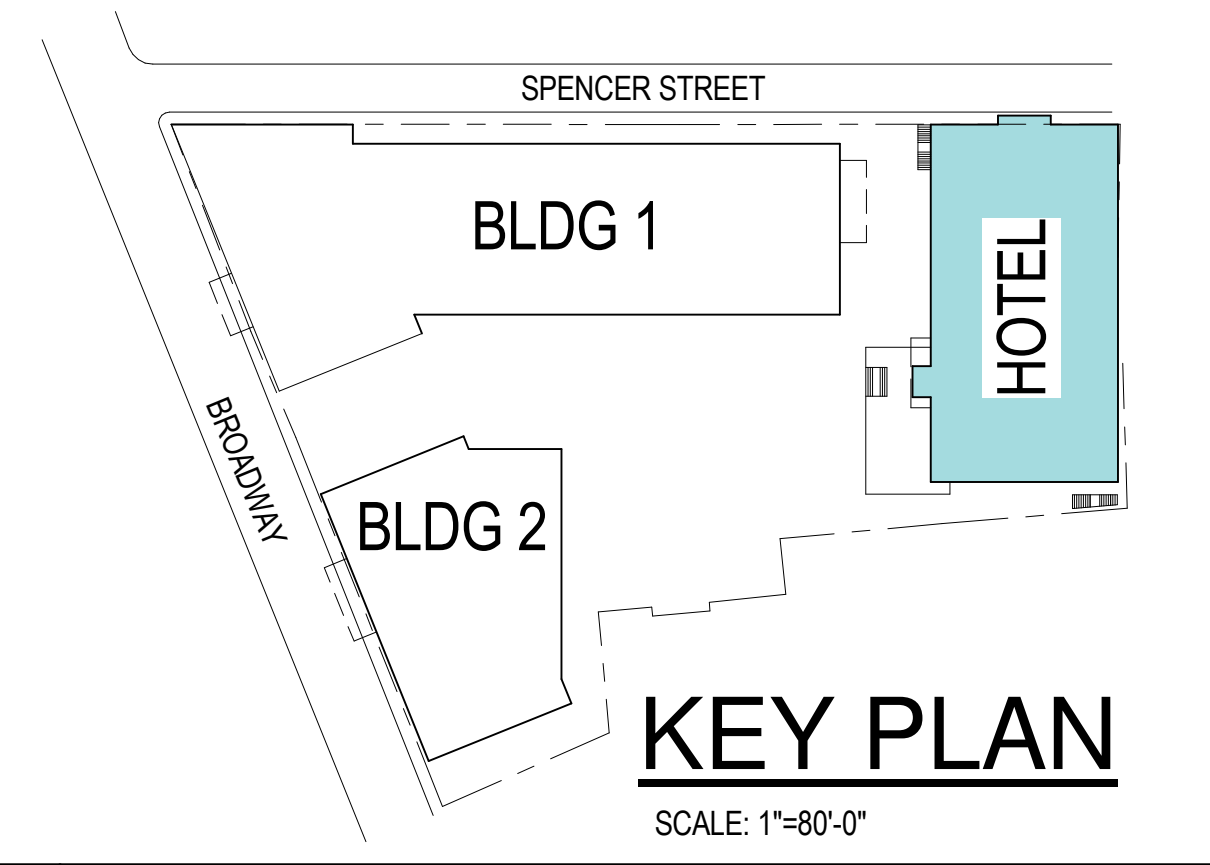 SPENCER STREET
BLDG 1
HOTEL
BROADWAY
BLDG 2
KEY PLAN
SCALE: 1"=80'-0"